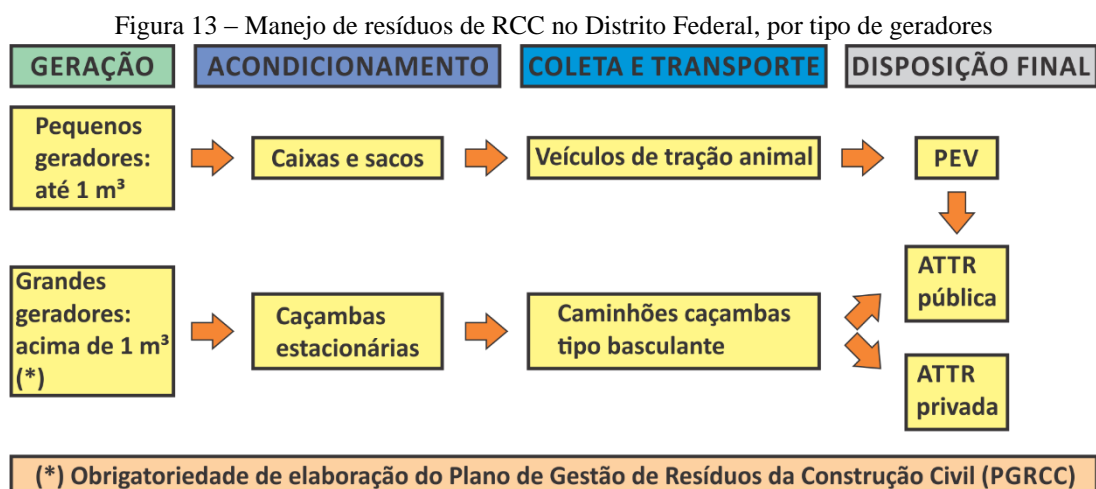 Figura 13 – Manejo de resíduos de RCC no Distrito Federal, por tipo de geradores
GERAÇÃO
ACONDICIONAMENTO
COLETA E TRANSPORTE
DISPOSIÇÃO FINAL
Pequenos
geradores:
até 1 m³
Caixas e sacos
Veículos de tração animal
PEV
Grandes
geradores:
acima de 1 m³
(*)
Caçambas
estacionárias
Caminhões caçambas
tipo basculante
ATTR
pública
ATTR
privada
(*) Obrigatoriedade de elaboração do Plano de Gestão de Resíduos da Construção Civil (PGRCC)